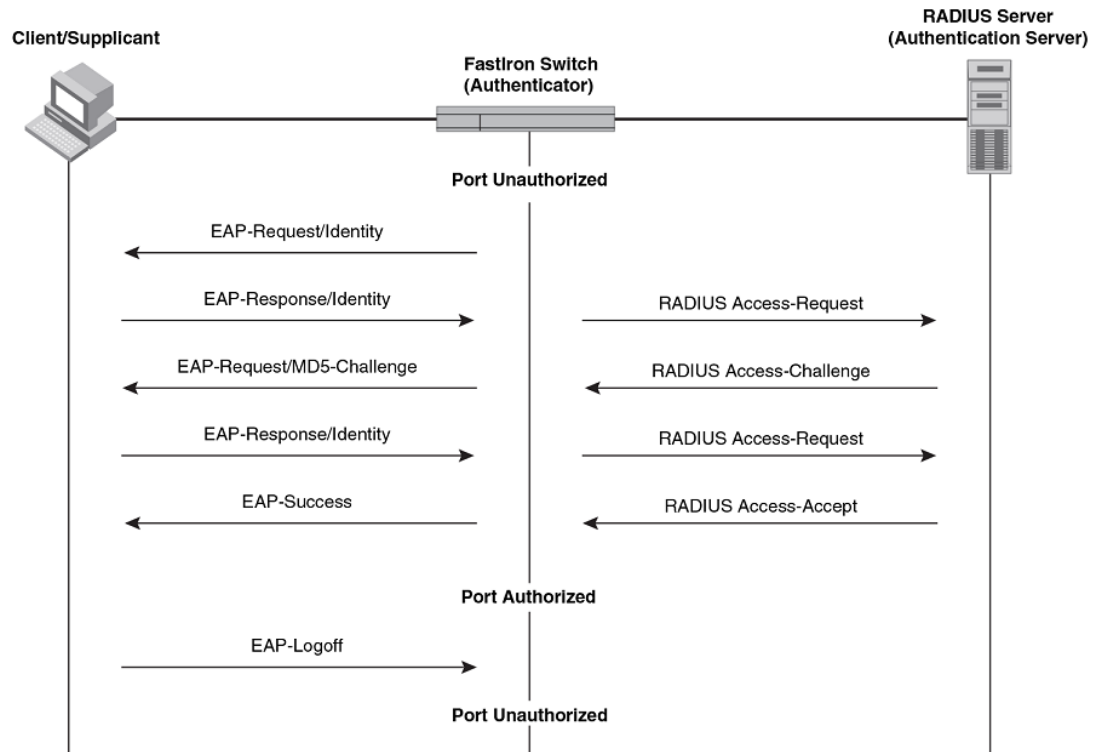 RADIUS Server
(Authentication Server)
Client/Supplicant
FastIron Switch
(Authenticator)
Port Unauthorized
EAP-Request/Identity
EAP-Response/Identity
RADIUS Access-Request
EAP-Request/MD5-Challenge
RADIUS Access-Challenge
EAP-Response/Identity
RADIUS Access-Request
EAP-Success
RADIUS Access-Accept
Port Authorized
EAP-Logoff
Port Unauthorized